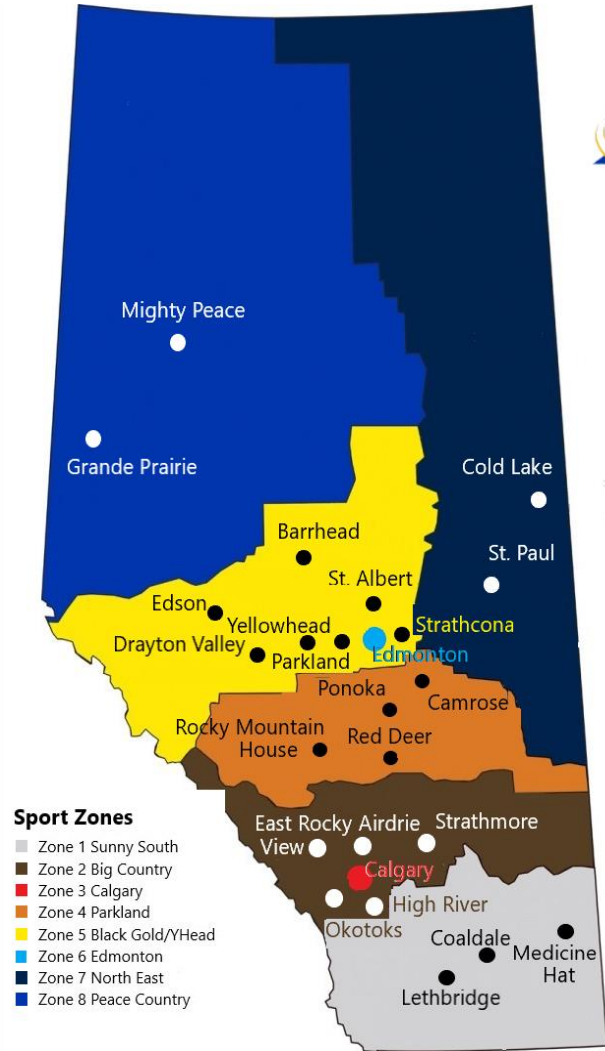 Mighty Peace
Grande Prairie
Cold Lake
Barrhead
St. Paul
St. Albert
Edson
Yellowhead
Strathcona
Drayton Valley
Parkland
Edmonton
Ponoka
Camrose
Rocky Mountain
House
Red Deer
East Rocky
View
Airdrie
Strathmore
Calgary
High River
Okotoks
Coaldale
Medicine
Hat
Lethbridge
Sport Zones
Zone 1 Sunny South
Zone 2 Big Country
Zone 3 Calgary
Zone 4 Parkland
Zone 5 Black Gold/YHead
Zone 6 Edmonton
Zone 7 North East
Zone 8 Peace Country